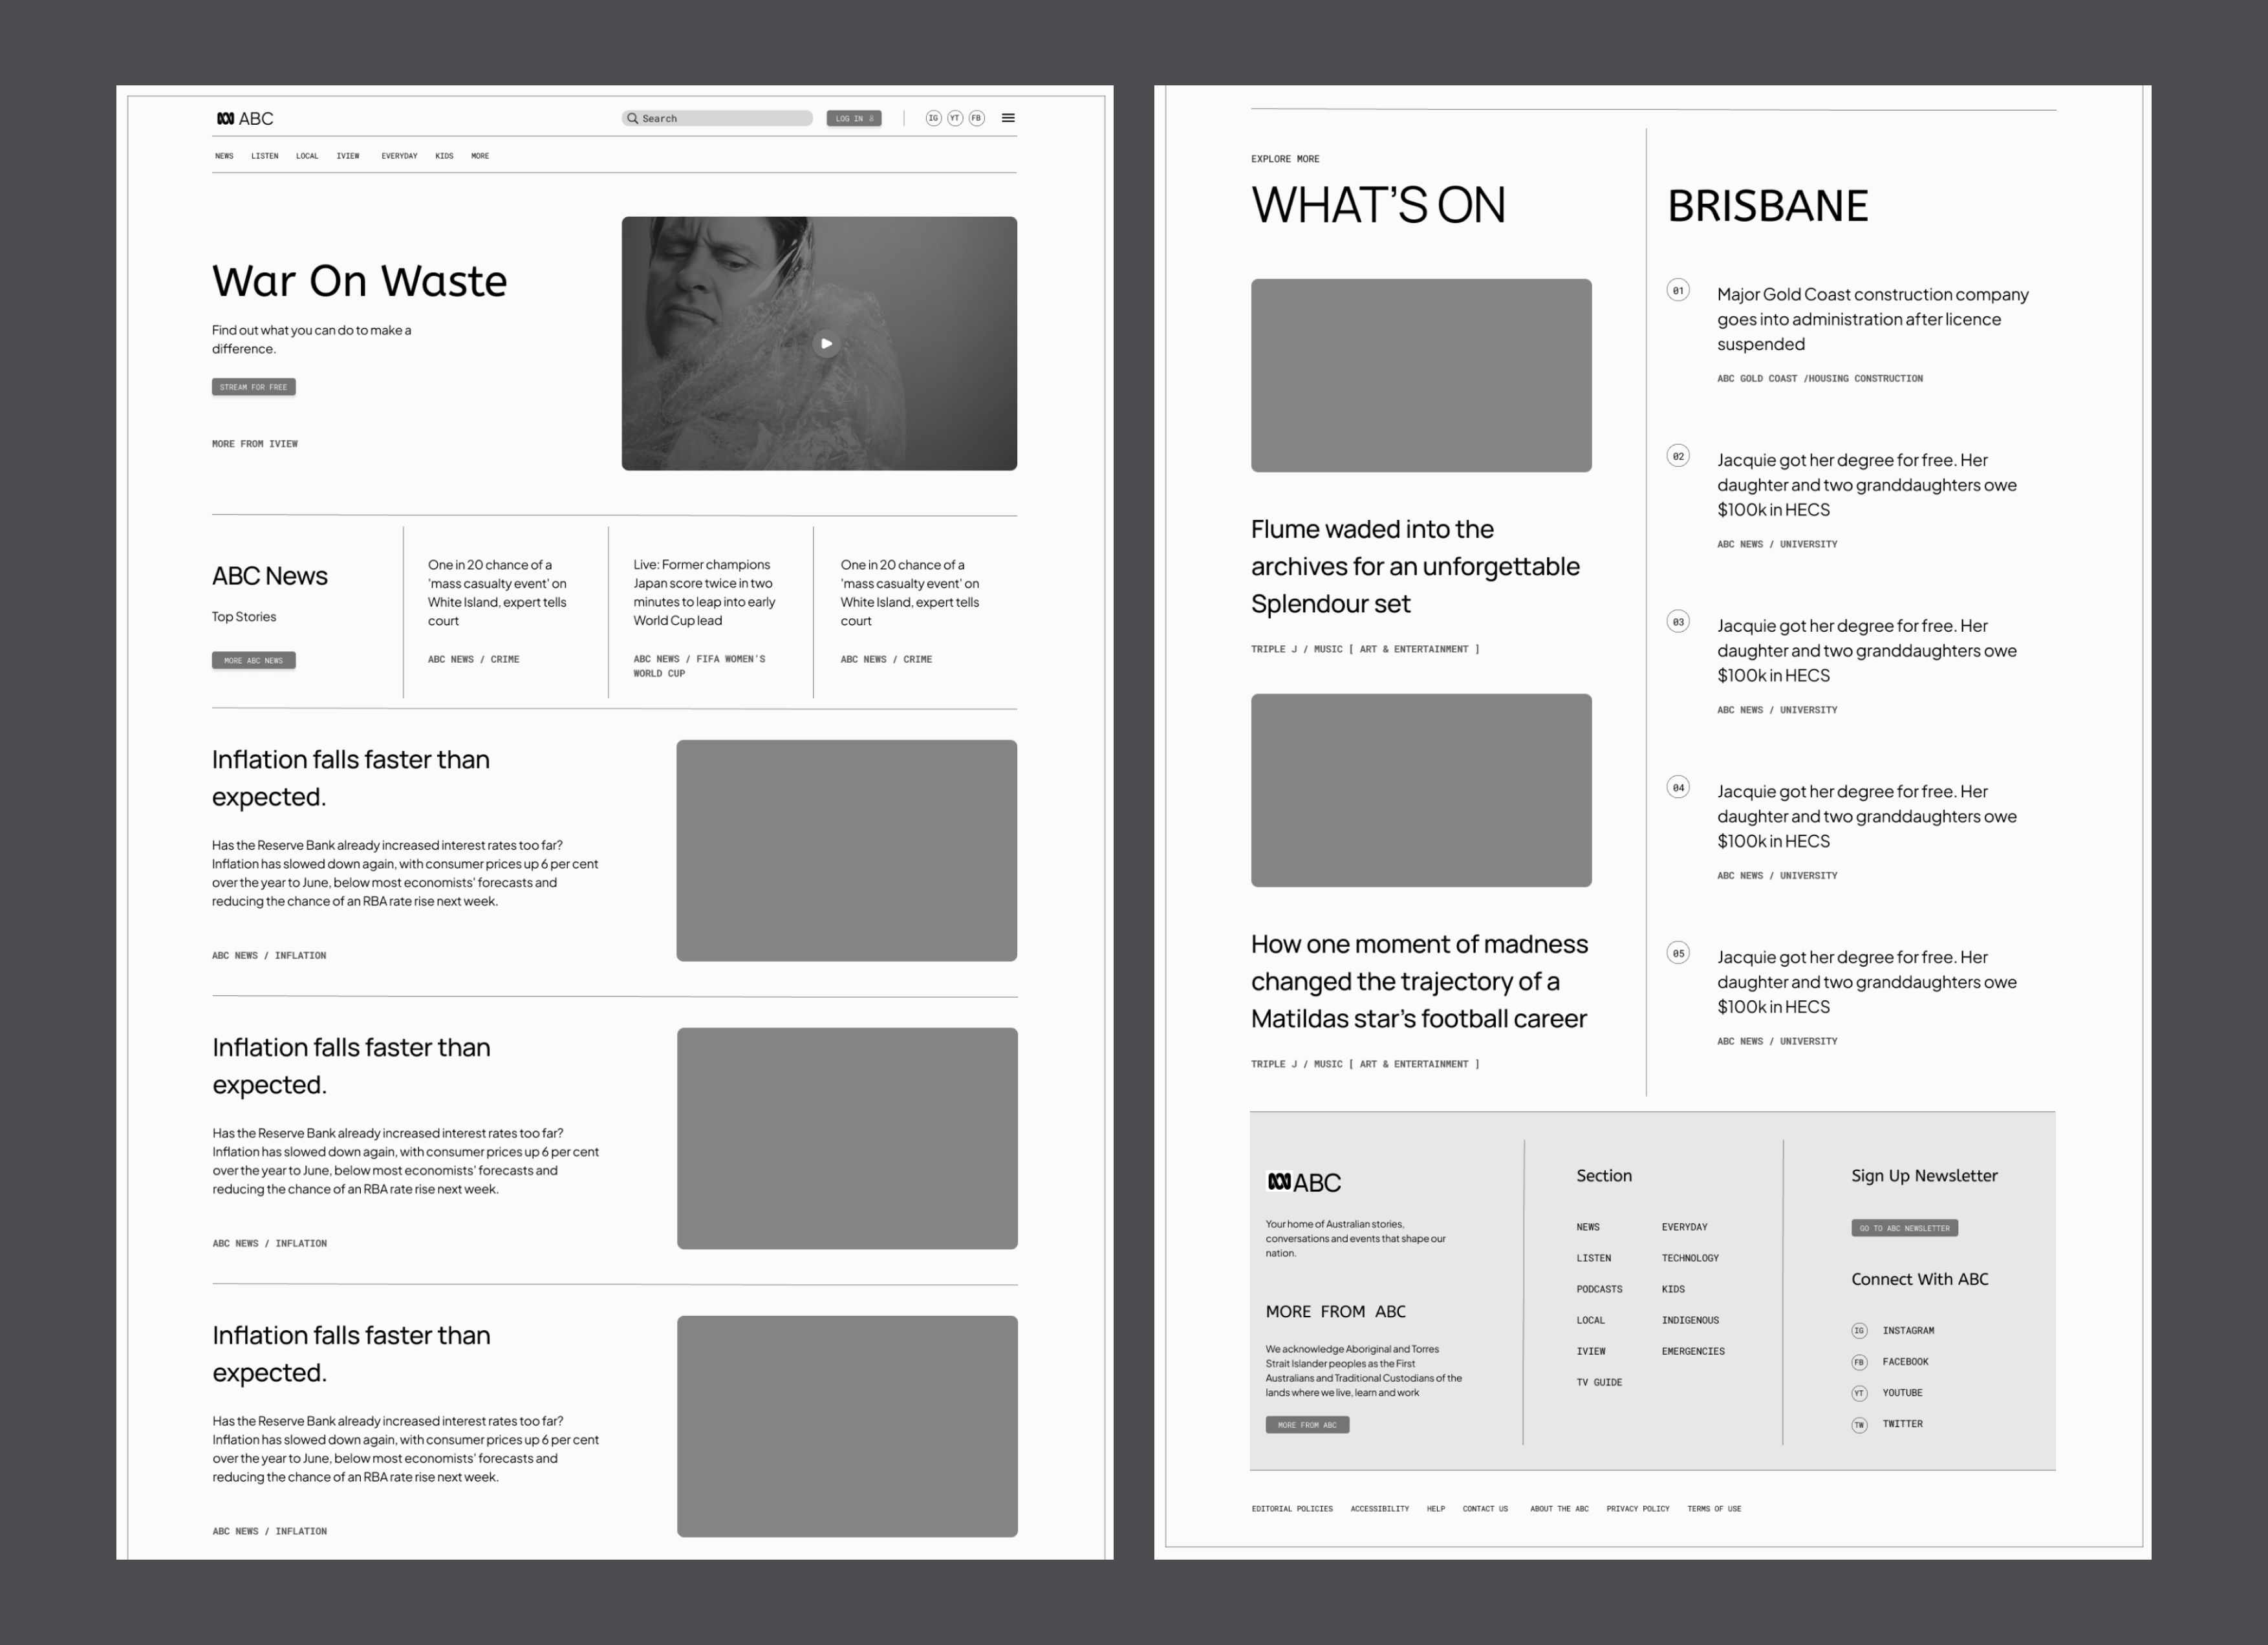 ABC
Search
LOG IN
IG YT FB
NEWS LISTEN LOCAL IVIEW EVERYDAY KIDS MORE
War On Waste
Find out what you can do to make a
difference.
STREAM FOR FREE
MORE FROM IVIEW
ABC News
Top Stories
MORE ABC NEWS
One in 20 chance of a
'mass casualty event' on
White Island, expert tells
court
ABC NEWS / CRIME
Live: Former champions
Japan score twice in two
minutes to leap into early
World Cup lead
ABC NEWS / FIFA WOMEN'S
WORLD CUP
One in 20 chance of a
'mass casualty event' on
White Island, expert tells
court
ABC NEWS / CRIME
Inflation falls faster than
expected.
Has the Reserve Bank already increased interest rates too far?
Inflation has slowed down again, with consumer prices up 6 per cent
over the year to June, below most economists' forecasts and
reducing the chance of an RBA rate rise next week.
ABC NEWS / INFLATION
Inflation falls faster than
expected.
Has the Reserve Bank already increased interest rates too far?
Inflation has slowed down again, with consumer prices up 6 per cent
over the year to June, below most economists' forecasts and
reducing the chance of an RBA rate rise next week.
ABC NEWS / INFLATION
Inflation falls faster than
expected.
Has the Reserve Bank already increased interest rates too far?
Inflation has slowed down again, with consumer prices up 6 per cent
over the year to June, below most economists' forecasts and
reducing the chance of an RBA rate rise next week.
ABC NEWS / INFLATION
EXPLORE MORE
WHAT'S ON
Flume waded into the
archives for an unforgettable
Splendour set
TRIPLE J / MUSIC [ ART & ENTERTAINMENT ]
How one moment of madness
changed the trajectory of a
Matildas star's football career
TRIPLE J / MUSIC [ ART & ENTERTAINMENT ]
BRISBANE
01
Major Gold Coast construction company
goes into administration after licence
suspended
ABC GOLD COAST /HOUSING CONSTRUCTION
02
Jacquie got her degree for free. Her
daughter and two granddaughters owe
$100k in HECS
ABC NEWS / UNIVERSITY
03
Jacquie got her degree for free. Her
daughter and two granddaughters owe
$100k in HECS
ABC NEWS / UNIVERSITY
04
Jacquie got her degree for free. Her
daughter and two granddaughters owe
$100k in HECS
ABC NEWS / UNIVERSITY
05
Jacquie got her degree for free. Her
daughter and two granddaughters owe
$100k in HECS
ABC NEWS / UNIVERSITY
ABC
Your home of Australian stories,
conversations and events that shape our
nation.
MORE FROM ABC
We acknowledge Aboriginal and Torres
Strait Islander peoples as the First
Australians and Traditional Custodians of the
lands where we live, learn and work
MORE FROM ABC
Section
NEWS EVERYDAY
LISTEN TECHNOLOGY
PODCASTS KIDS
LOCAL INDIGENOUS
IVIEW EMERGENCIES
TV GUIDE
Sign Up Newsletter
GO TO ABC NEWSLETTER
Connect With ABC
IG INSTAGRAM
FB FACEBOOK
YT YOUTUBE
TW TWITTER
EDITORIAL POLICIES ACCESSIBILITY HELP CONTACT US ABOUT THE ABC PRIVACY POLICY TERMS OF USE